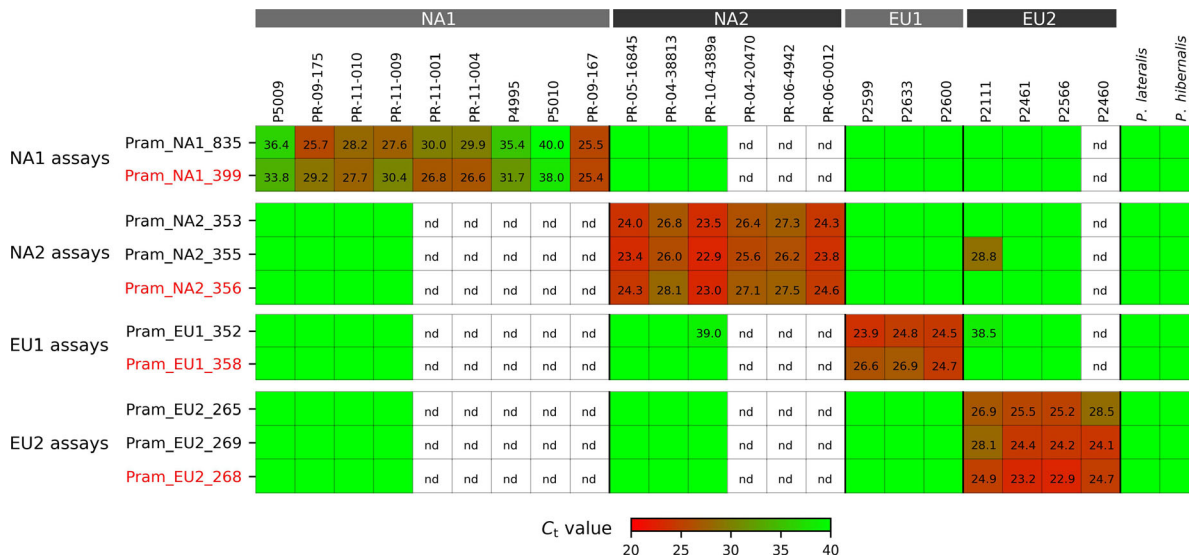 NA1 NA2 EU1 EU2
P5009 PR-09-175 PR-11-010 PR-11-009 PR-11-001 PR-11-004 P4995 P5010 PR-09-167 PR-05-16845 PR-04-38813 PR-10-4389a PR-04-20470 PR-06-4942 PR-06-0012 P2599 P2633 P2600 P2111 P2461 P2566 P2460 P. lateralis P. hibernalis
NA1 assays
Pram_NA1_835 36.4 25.7 28.2 27.6 30.0 29.9 35.4 40.0 25.5 nd nd nd nd
Pram_NA1_399 33.8 29.2 27.7 30.4 26.8 26.6 31.7 38.0 25.4 nd nd nd nd
NA2 assays
Pram_NA2_353 nd nd nd nd nd 24.0 26.8 23.5 26.4 27.3 24.3 nd
Pram_NA2_355 nd nd nd nd nd 23.4 26.0 22.9 25.6 26.2 23.8 28.8 nd
Pram_NA2_356 nd nd nd nd nd 24.3 28.1 23.0 27.1 27.5 24.6 nd
EU1 assays
Pram_EU1_352 nd nd nd nd nd 39.0 nd nd nd 23.9 24.8 24.5 38.5 nd
Pram_EU1_358 nd nd nd nd nd nd nd nd 26.6 26.9 24.7 nd
EU2 assays
Pram_EU2_265 nd nd nd nd nd nd nd nd 26.9 25.5 25.2 28.5
Pram_EU2_269 nd nd nd nd nd nd nd nd 28.1 24.4 24.2 24.1
Pram_EU2_268 nd nd nd nd nd nd nd nd 24.9 23.2 22.9 24.7
Ct value
20 25 30 35 40